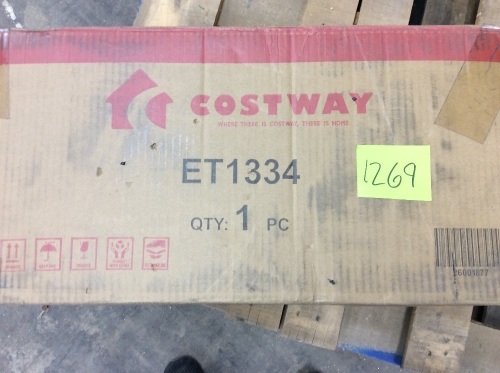 COSTWAY
WHERE THERE IS COSTWAY, THERE IS HOME
ET1334
1269
QTY: 1 PC